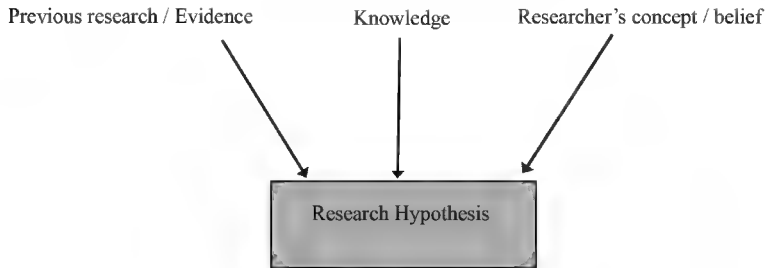 Previous research / Evidence Knowledge Researcher’s concept / belief
Research Hypothesis